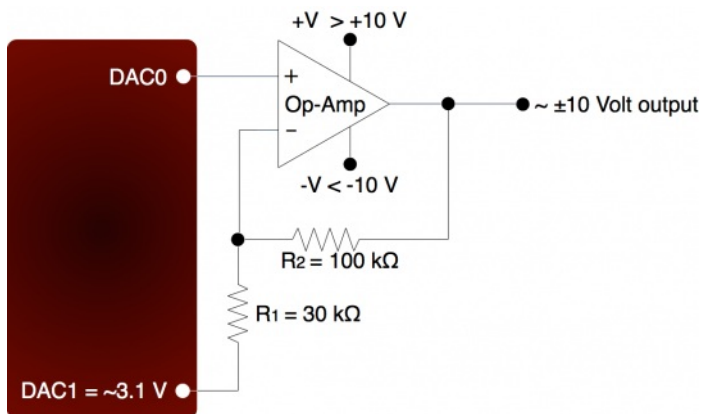 +V > +10 V
DAC0
+
Op-Amp
~ ±10 Volt output
−
-V < -10 V
R2 = 100 kΩ
R1 = 30 kΩ
DAC1 = ~3.1 V